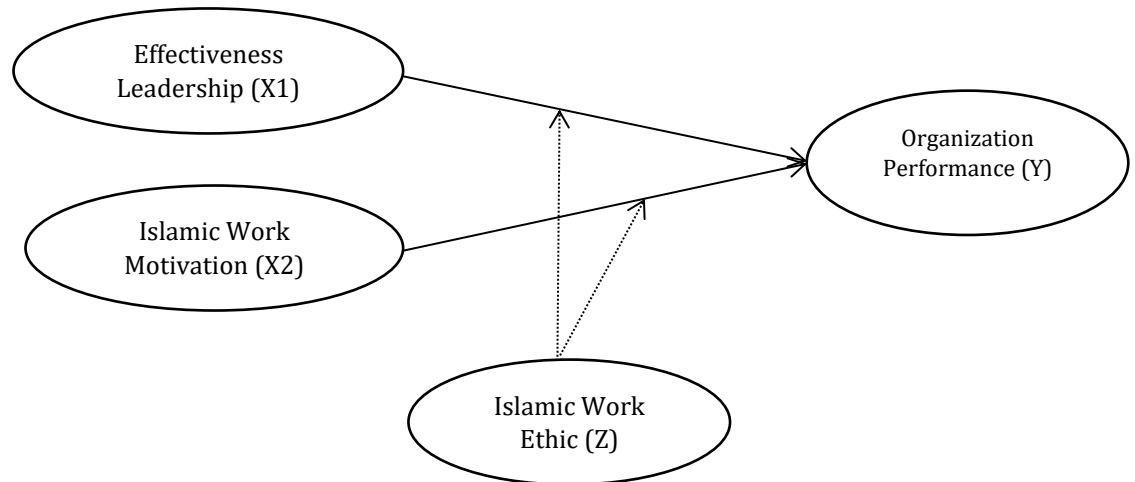 Effectiveness
Leadership (X1)
Organization
Performance (Y)
Islamic Work
Motivation (X2)
Islamic Work
Ethic (Z)